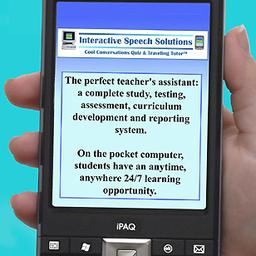 Interactive Speech Solutions
Cool Conversations Quiz & Traveling Tutor™
The perfect teacher's assistant:
a complete study, testing,
assessment, curriculum
development and reporting
system.
On the pocket computer,
students have an anytime,
anywhere 24/7 learning
opportunity.
iPAQ